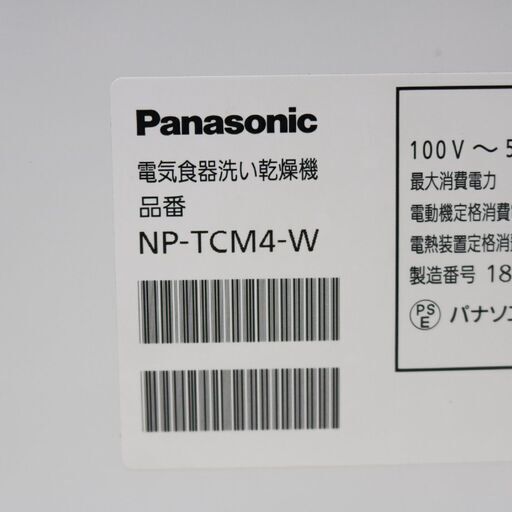 Panasonic
電気食器洗い乾燥機
品番
NP-TCM4-W
100V～5
最大消費電力
電動機定格消費
電熱装置定格消
製造番号 18
PS
E
パナソニ